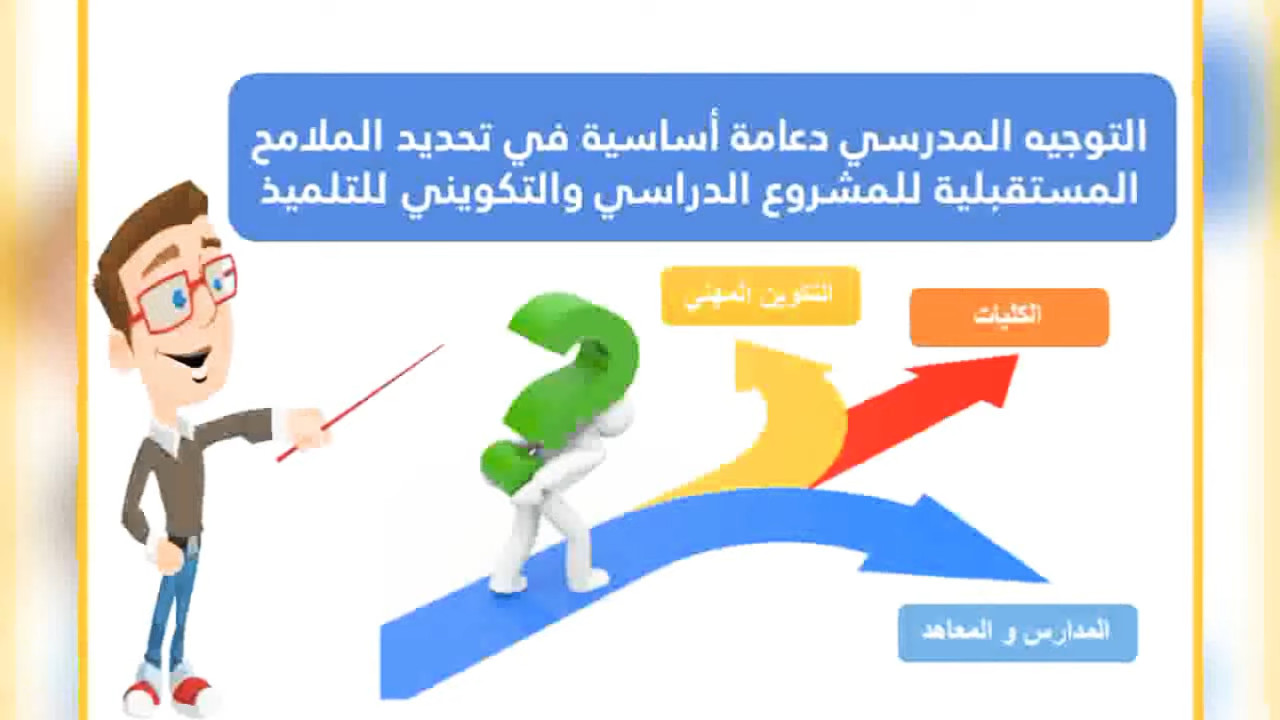 التوجيه المدرسي دعامة أساسية في تحديد الملامح
المستقبلية للمشروع الدراسي والتكويني للتلميذ
التكوين المهني
الكليات
المدارس و المعاهد